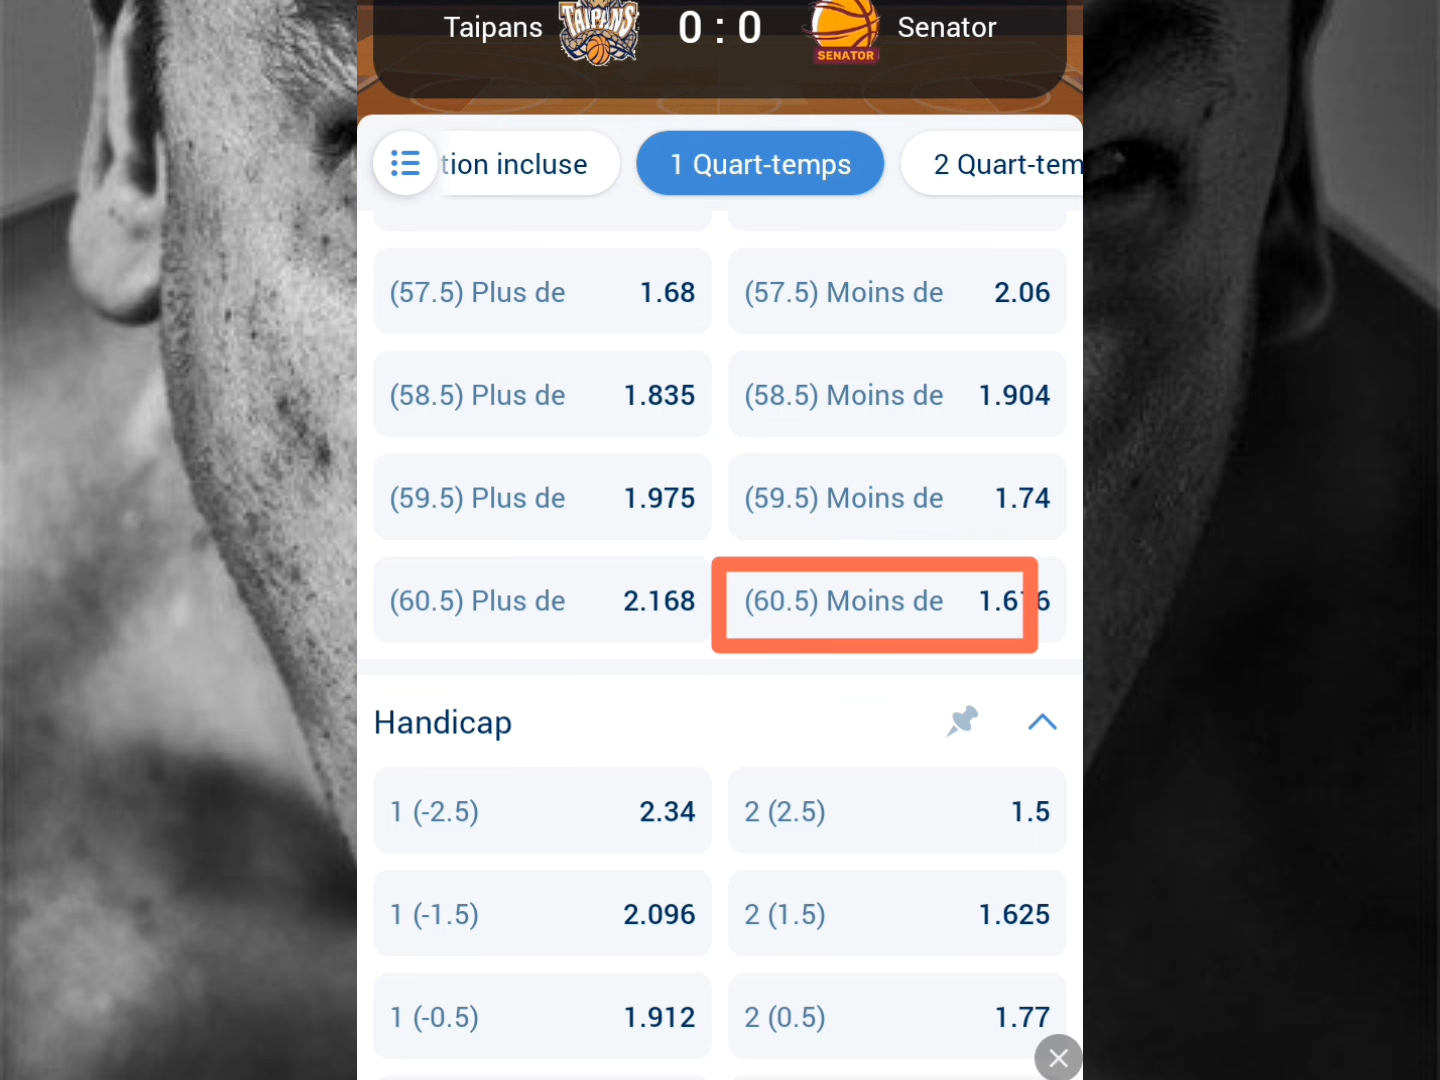 Taipans TAIPANS 0 : 0 SENATOR Senator
tion incluse 1 Quart-temps 2 Quart-tem
(57.5) Plus de 1.68 (57.5) Moins de 2.06
(58.5) Plus de 1.835 (58.5) Moins de 1.904
(59.5) Plus de 1.975 (59.5) Moins de 1.74
(60.5) Plus de 2.168 (60.5) Moins de 1.616
Handicap
1 (-2.5) 2.34 2 (2.5) 1.5
1 (-1.5) 2.096 2 (1.5) 1.625
1 (-0.5) 1.912 2 (0.5) 1.77